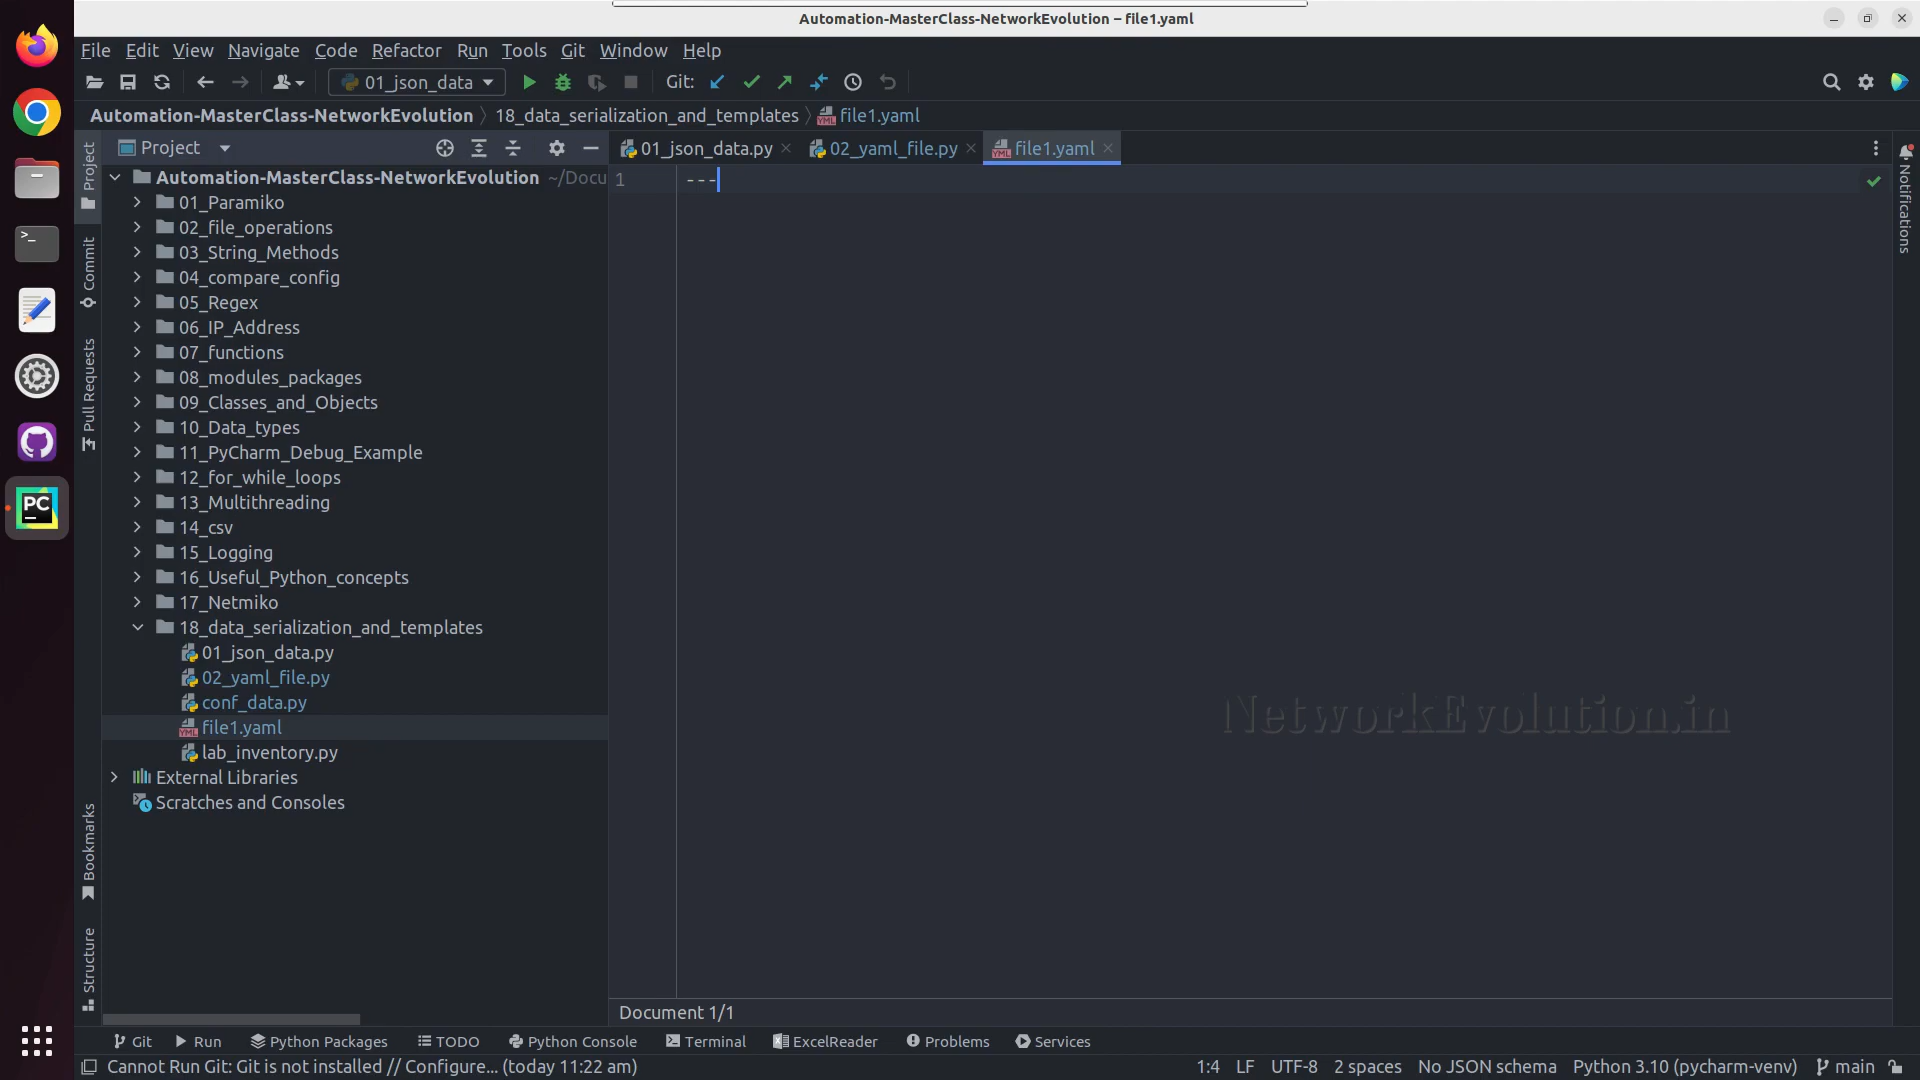 Automation-MasterClass-NetworkEvolution – file1.yaml
File Edit View Navigate Code Refactor Run Tools Git Window Help
01_json_data Git:
Automation-MasterClass-NetworkEvolution 18_data_serialization_and_templates file1.yaml
Project
01_json_data.py 02_yaml_file.py file1.yaml
Automation-MasterClass-NetworkEvolution ~/Docu
01_Paramiko
02_file_operations
03_String_Methods
04_compare_config
05_Regex
06_IP_Address
07_functions
08_modules_packages
09_Classes_and_Objects
10_Data_types
11_PyCharm_Debug_Example
12_for_while_loops
13_Multithreading
14_csv
15_Logging
16_Useful_Python_concepts
17_Netmiko
18_data_serialization_and_templates
01_json_data.py
02_yaml_file.py
conf_data.py
file1.yaml
lab_inventory.py
External Libraries
Scratches and Consoles
1 ---
NetworkEvolution.in
Document 1/1
Project
Commit
Pull Requests
Bookmarks
Structure
Notifications
PC
YML
Git Run Python Packages TODO Python Console Terminal ExcelReader Problems Services
Cannot Run Git: Git is not installed // Configure... (today 11:22 am) 1:4 LF UTF-8 2 spaces No JSON schema Python 3.10 (pycharm-venv) main